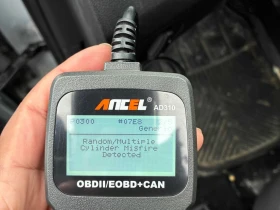 ANCEL
AD310
P0300 #07E8
Generic
Random/Multiple
Cylinder Misfire
Detected
OBDII/EOBD+CAN